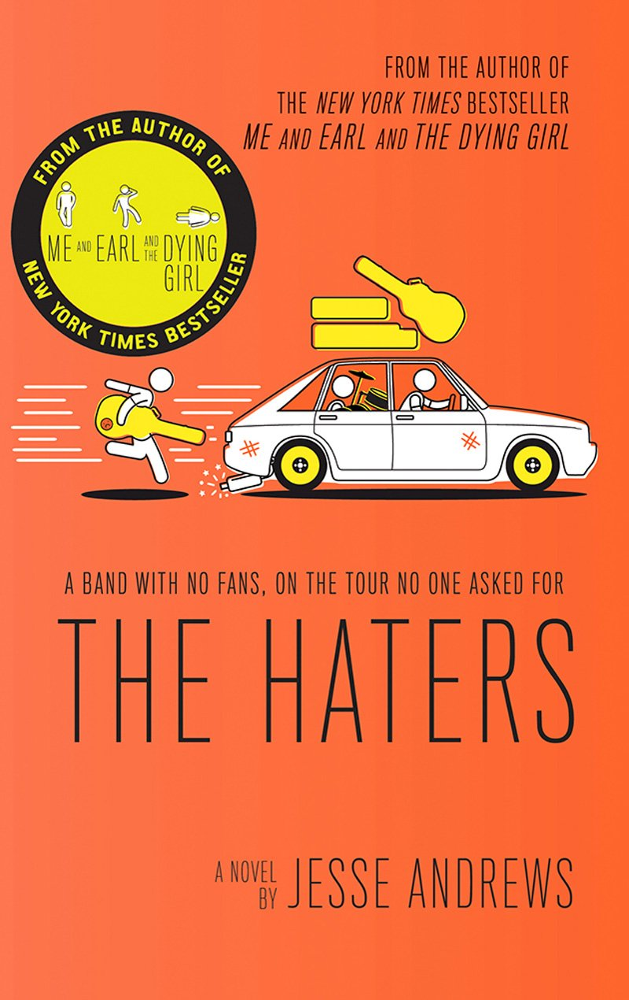 FROM THE AUTHOR OF
THE NEW YORK TIMES BESTSELLER
ME AND EARL AND THE DYING GIRL
FROM THE AUTHOR OF
ME AND EARL AND THE DYING
GIRL
NEW YORK TIMES BESTSELLER
A BAND WITH NO FANS, ON THE TOUR NO ONE ASKED FOR
THE HATERS
A NOVEL
BY JESSE ANDREWS